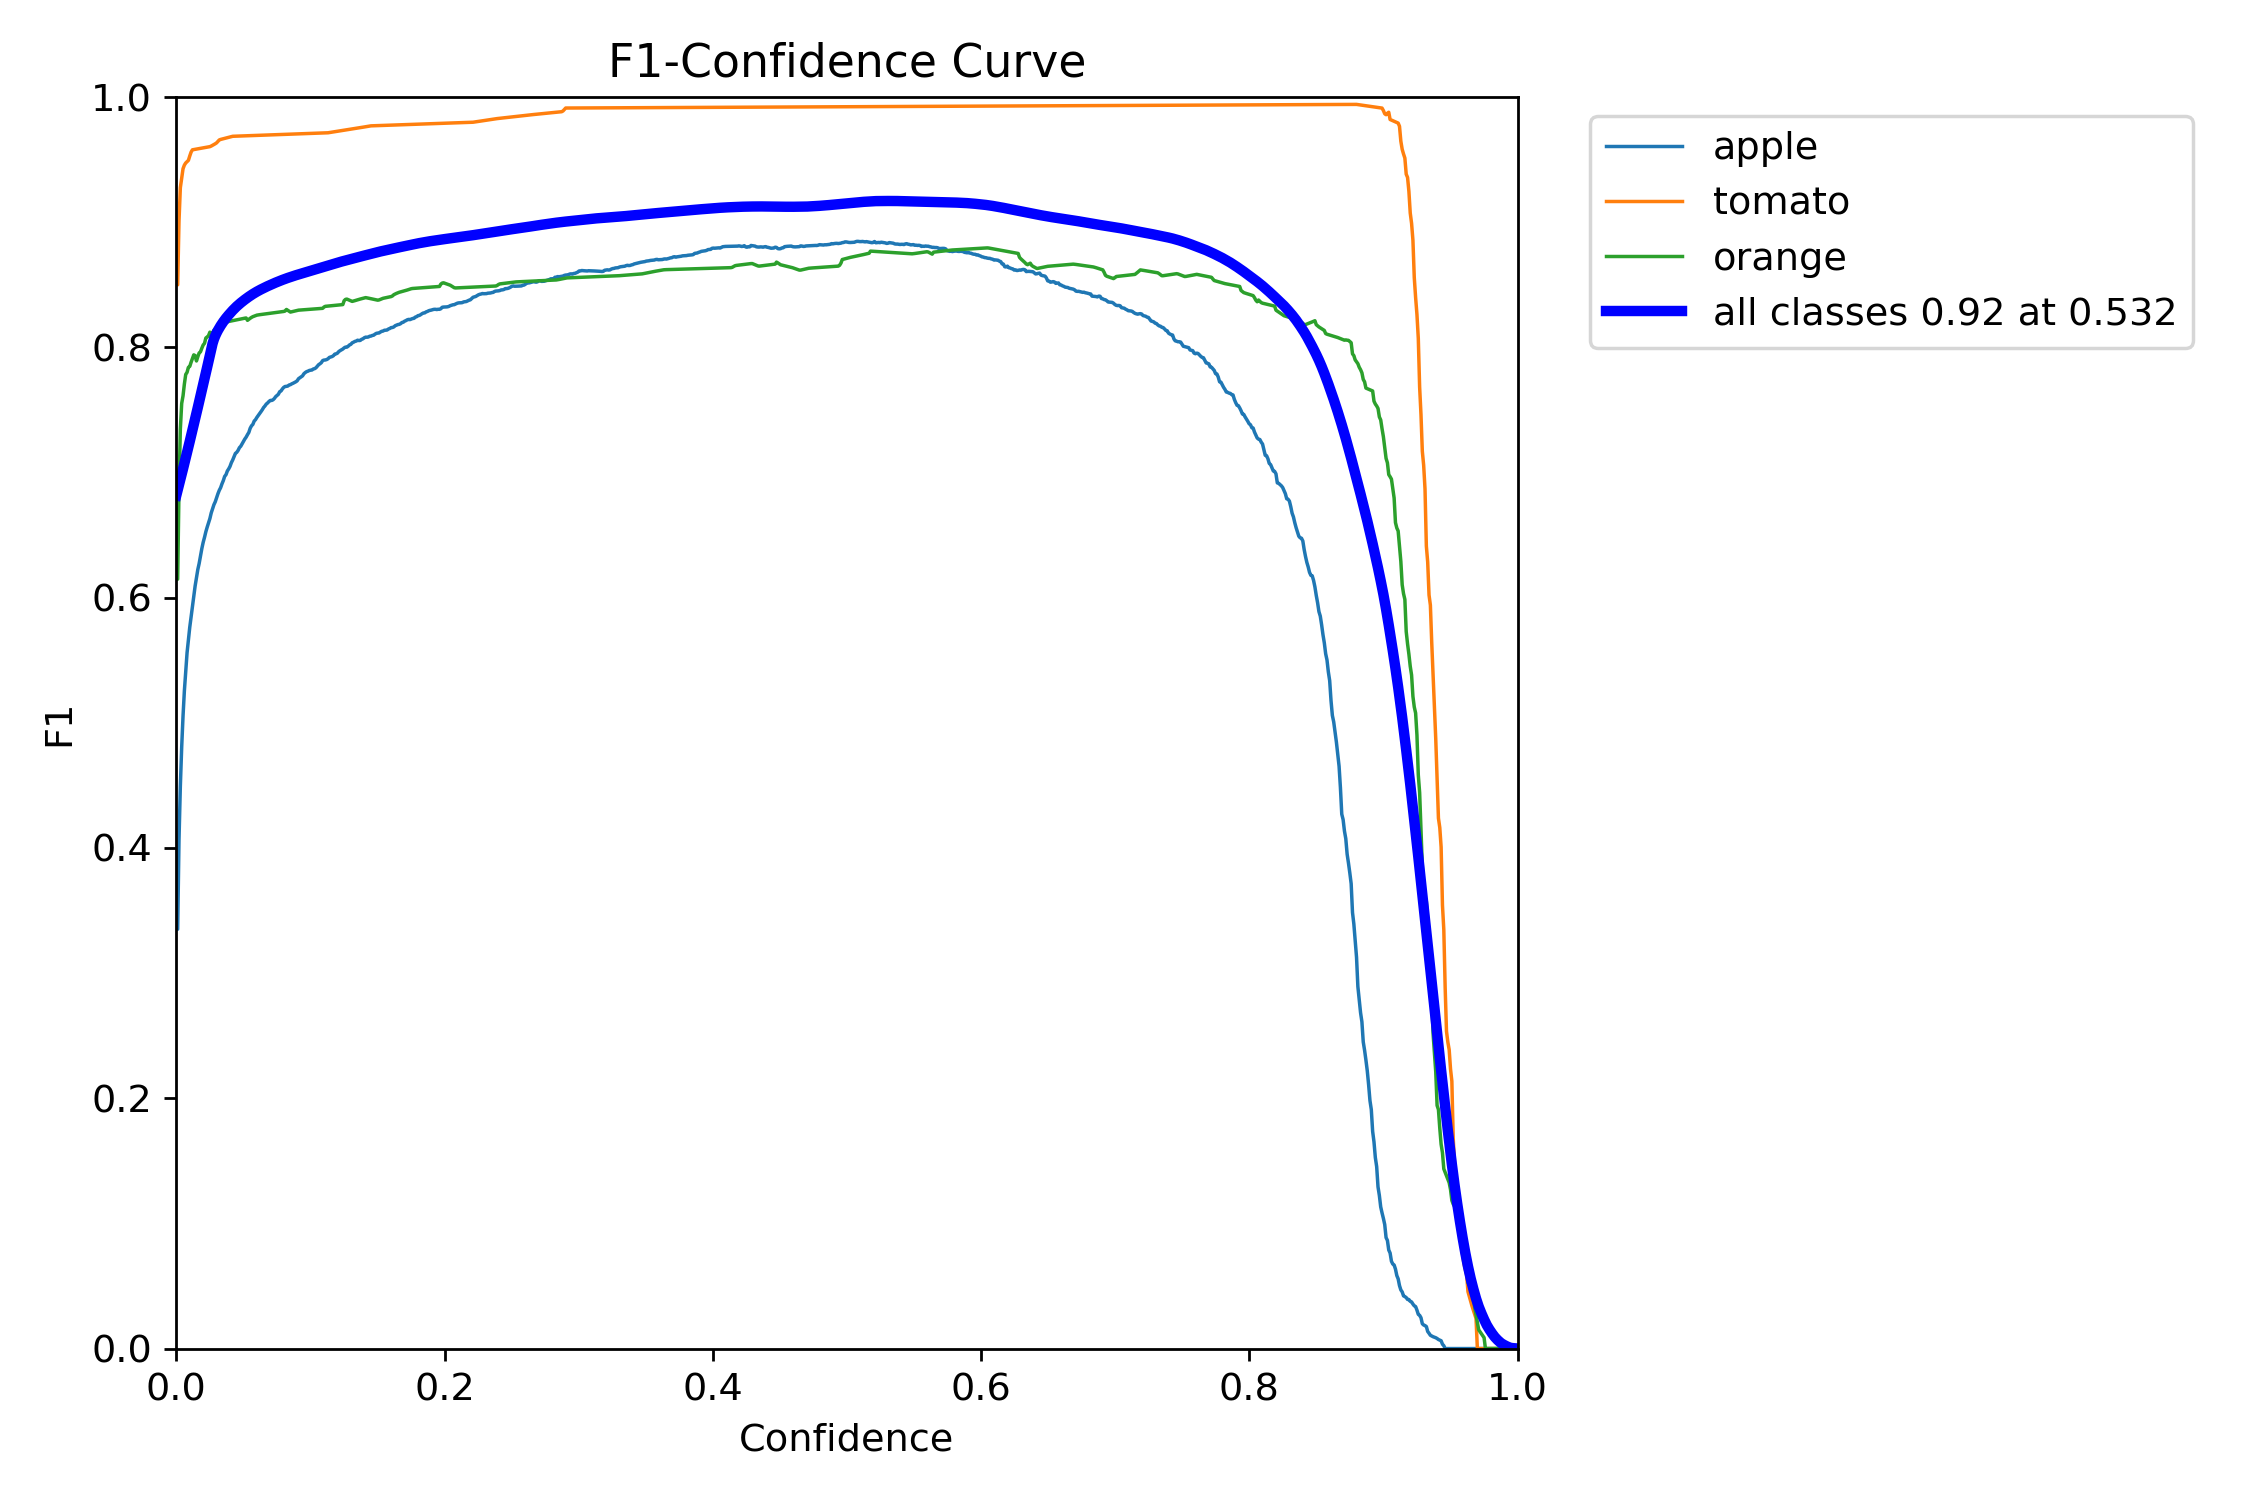 F1-Confidence Curve
1.0
0.8
0.6
0.4
0.2
0.0
F1
0.0 0.2 0.4 0.6 0.8 1.0
Confidence
apple
tomato
orange
all classes 0.92 at 0.532